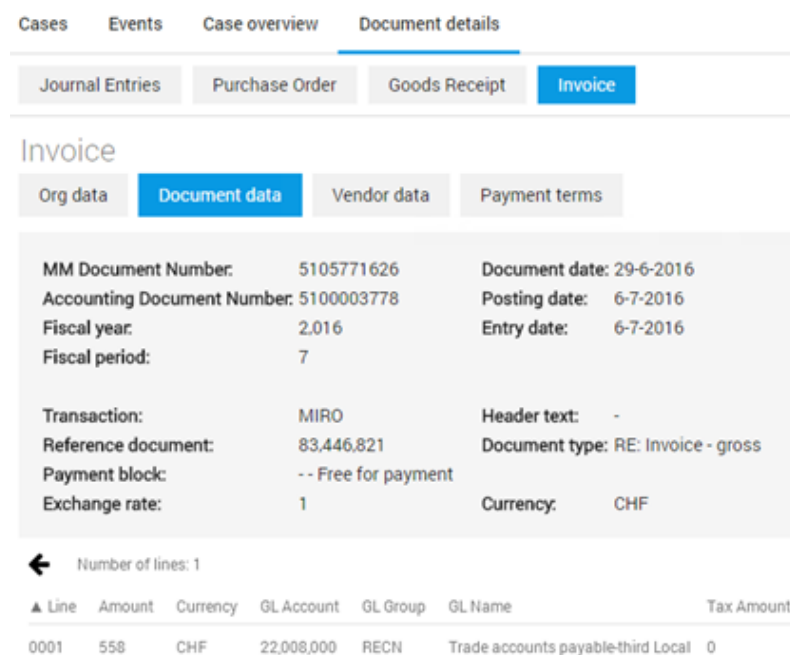 Cases Events Case overview Document details
Journal Entries Purchase Order Goods Receipt Invoice
Invoice
Org data Document data Vendor data Payment terms
MM Document Number: 5105771626 Document date: 29-6-2016
Accounting Document Number: 5100003778 Posting date: 6-7-2016
Fiscal year: 2,016 Entry date: 6-7-2016
Fiscal period: 7
Transaction: MIRO Header text: -
Reference document: 83,446,821 Document type: RE: Invoice - gross
Payment block: - - Free for payment
Exchange rate: 1 Currency: CHF
Number of lines: 1
▲ Line Amount Currency GL Account GL Group GL Name Tax Amount
0001 558 CHF 22,008,000 RECN Trade accounts payable-third Local 0